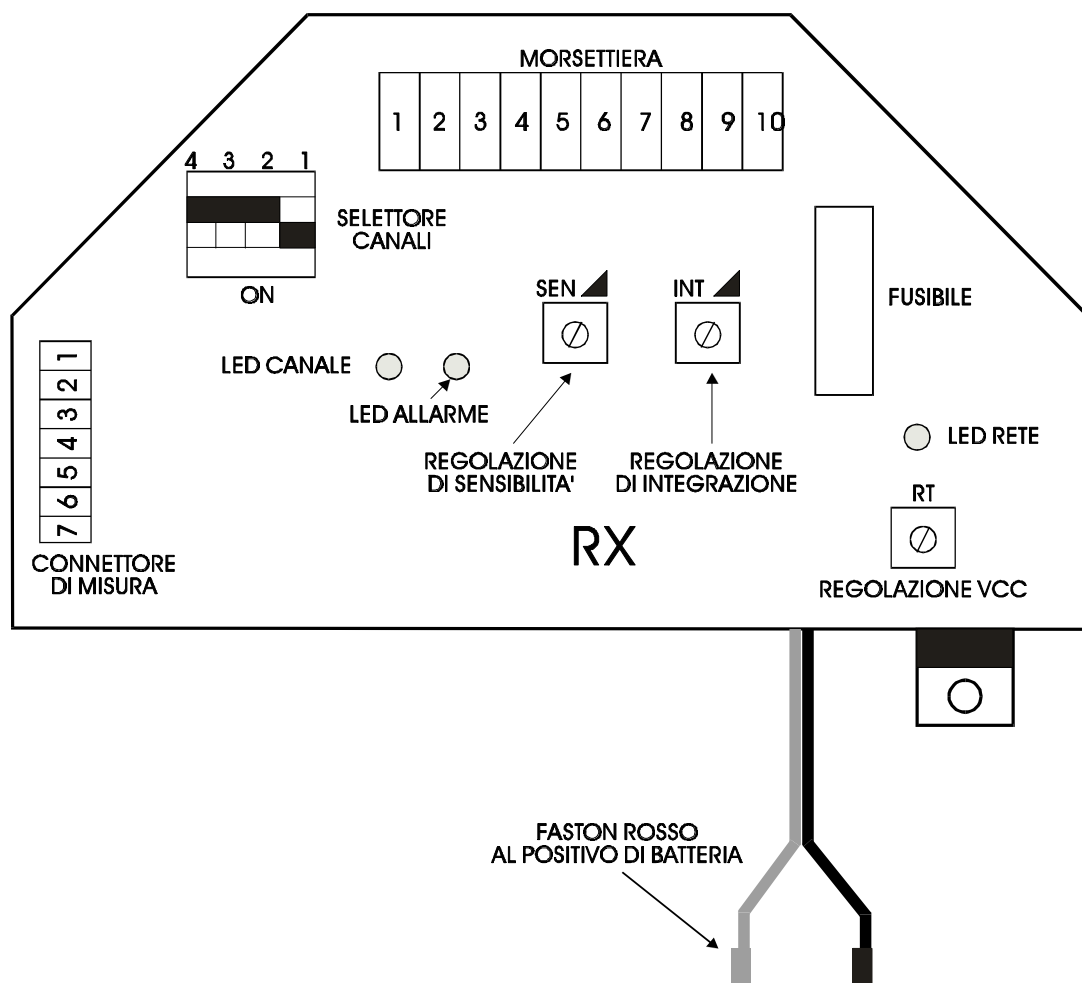 MORSETTIERA
1 2 3 4 5 6 7 8 9 10
4 3 2 1
SELETTORE
CANALI
ON
SEN
INT
FUSIBILE
1
2
3
4
5
6
7
CONNETTORE
DI MISURA
LED CANALE
LED ALLARME
REGOLAZIONE
DI SENSIBILITA'
REGOLAZIONE
DI INTEGRAZIONE
LED RETE
RT
REGOLAZIONE VCC
RX
FASTON ROSSO
AL POSITIVO DI BATTERIA